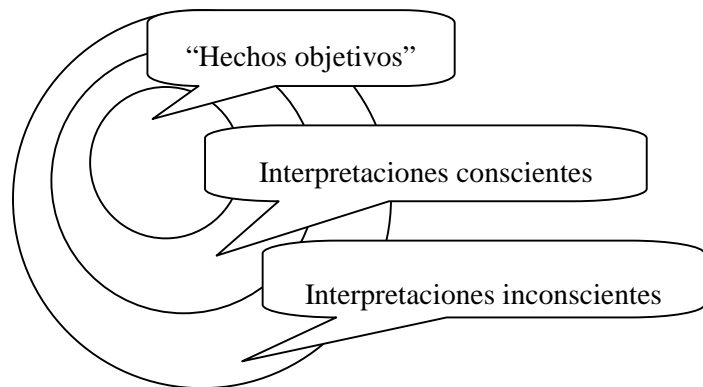 “Hechos objetivos”
Interpretaciones conscientes
Interpretaciones inconscientes